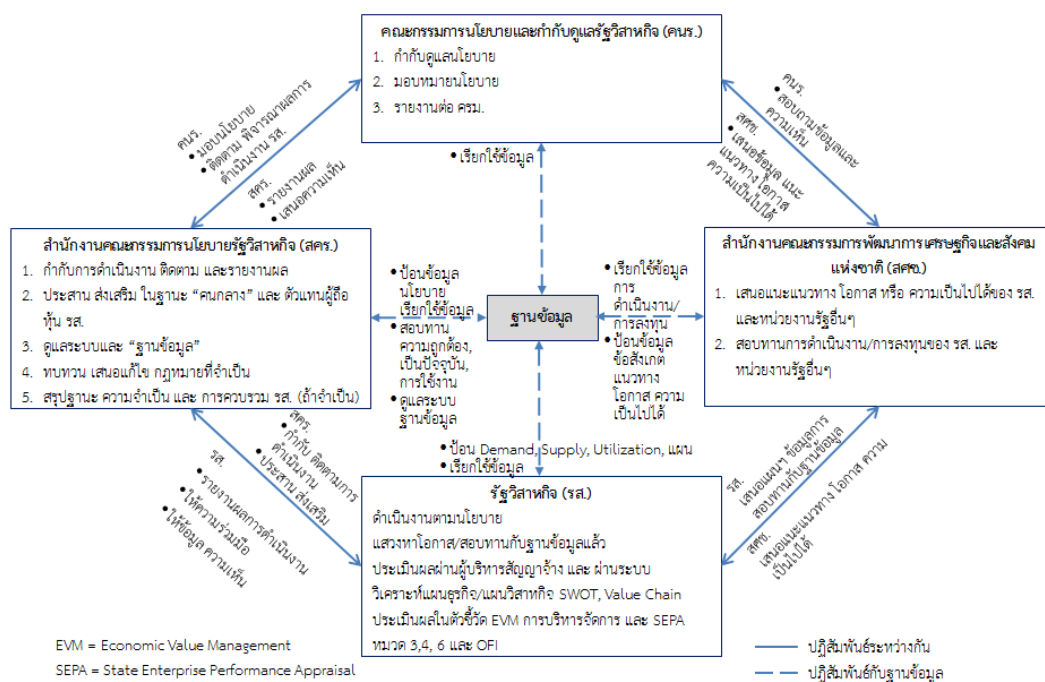 คณะกรรมการนโยบายและกำกับดูแลรัฐวิสาหกิจ (คนร.)
1. กำกับดูแลนโยบาย
2. มอบหมายนโยบาย
3. รายงานต่อ ครม.
คนร.
• มอบนโยบาย
• ติดตาม พิจารณาผลการ
ดำเนินงาน รส.
สคร.
• รายงานผล
• เสนอความเห็น
• เรียกใช้ข้อมูล
คนร.
• สอบถามข้อมูลและ
ความเห็น
สศช.
• เสนอข้อมูล แนะ
แนวทาง โอกาส
ความเป็นไปได้
สำนักงานคณะกรรมการนโยบายรัฐวิสาหกิจ (สคร.)
1. กำกับการดำเนินงาน ติดตาม และรายงานผล
2. ประสาน ส่งเสริม ในฐานะ “คนกลาง” และ ตัวแทนผู้ถือ
หุ้น รส.
3. ดูแลระบบและ “ฐานข้อมูล”
4. ทบทวน เสนอแก้ไข กฎหมายที่จำเป็น
5. สรุปฐานะ ความจำเป็น และ การควบรวม รส. (ถ้าจำเป็น)
• ป้อนข้อมูล
นโยบาย
เรียกใช้ข้อมูล
• สอบทาน
ความถูกต้อง,
เป็นปัจจุบัน,
การใช้งาน
• ดูแลระบบ
ฐานข้อมูล
ฐานข้อมูล
• เรียกใช้ข้อมูล
การ
ดำเนินงาน/
การลงทุน
• ป้อนข้อมูล
ข้อสังเกต
แนวทาง
โอกาส ความ
เป็นไปได้
สำนักงานคณะกรรมการพัฒนาการเศรษฐกิจและสังคม
แห่งชาติ (สศช.)
1. เสนอแนะแนวทาง โอกาส หรือ ความเป็นไปได้ของ รส.
และหน่วยงานรัฐอื่นๆ
2. สอบทานการดำเนินงาน/การลงทุนของ รส. และ
หน่วยงานรัฐอื่นๆ
สคร.
• กำกับ ติดตามการ
ดำเนินงาน
• ประสาน ส่งเสริม
รส.
• รายงานผลการดำเนินงาน
• ให้ความร่วมมือ
• ให้ข้อมูล ความเห็น
• ป้อน Demand, Supply, Utilization, แผน
• เรียกใช้ข้อมูล
รส.
เสนอแผนฯ ข้อมูลการ
สอบทานกับฐานข้อมูล
สศช.
เสนอแนะแนวทาง โอกาส ความ
เป็นไปได้
รัฐวิสาหกิจ (รส.)
ดำเนินงานตามนโยบาย
แสวงหาโอกาส/สอบทานกับฐานข้อมูลแล้ว
ประเมินผลผ่านผู้บริหารสัญญาจ้าง และ ผ่านระบบ
วิเคราะห์แผนธุรกิจ/แผนวิสาหกิจ SWOT, Value Chain
ประเมินผลในตัวชี้วัด EVM การบริหารจัดการ และ SEPA
หมวด 3,4, 6 และ OFI
EVM = Economic Value Management
SEPA = State Enterprise Performance Appraisal
ปฏิสัมพันธ์ระหว่างกัน
ปฏิสัมพันธ์กับฐานข้อมูล